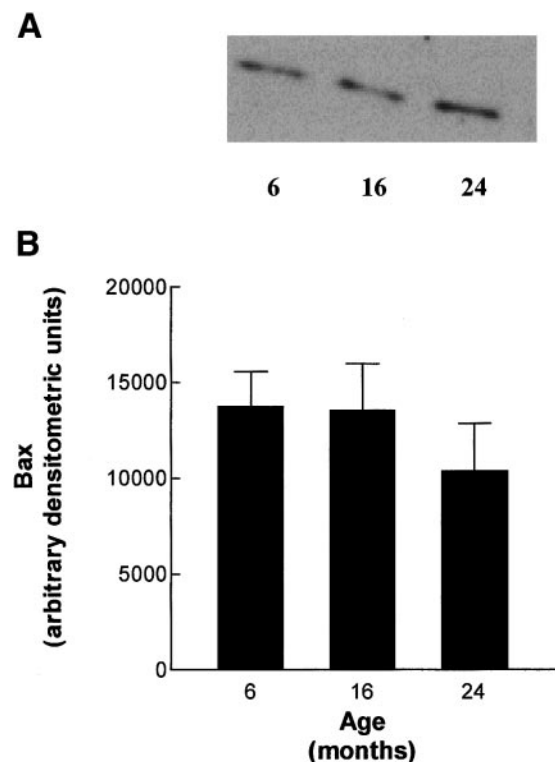 A
6 16 24
B
Bax
(arbitrary densitometric units)
20000
15000
10000
5000
0
6 16 24
Age
(months)